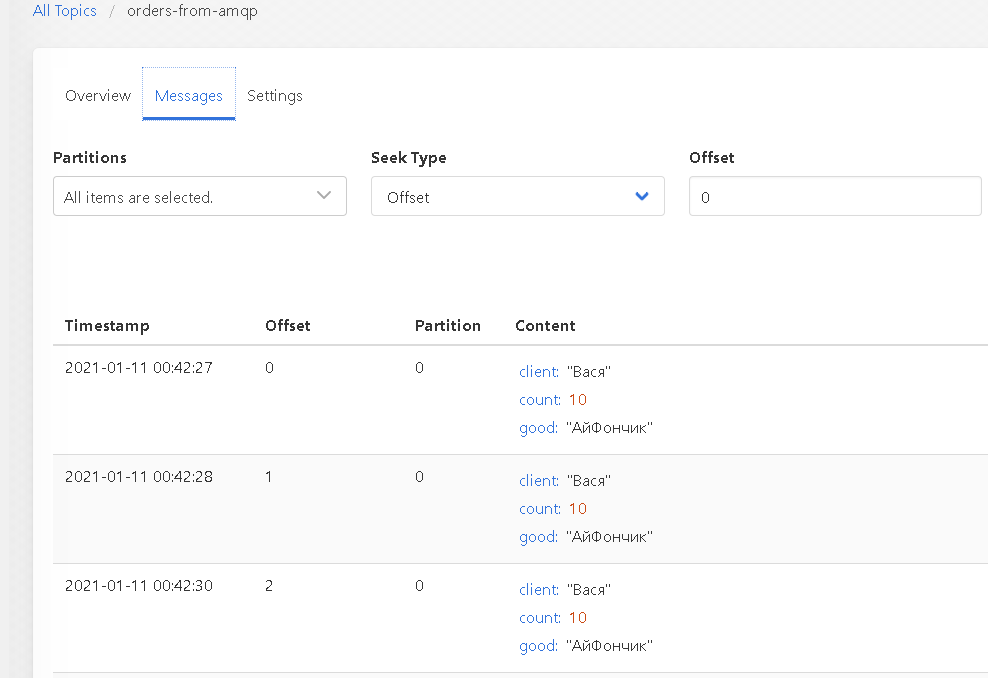 All Topics / orders-from-amqp
Overview Messages Settings
Partitions Seek Type Offset
All items are selected. Offset 0
Timestamp Offset Partition Content
2021-01-11 00:42:27 0 0 client: "Вася"
count: 10
good: "АйФончик"
2021-01-11 00:42:28 1 0 client: "Вася"
count: 10
good: "АйФончик"
2021-01-11 00:42:30 2 0 client: "Вася"
count: 10
good: "АйФончик"